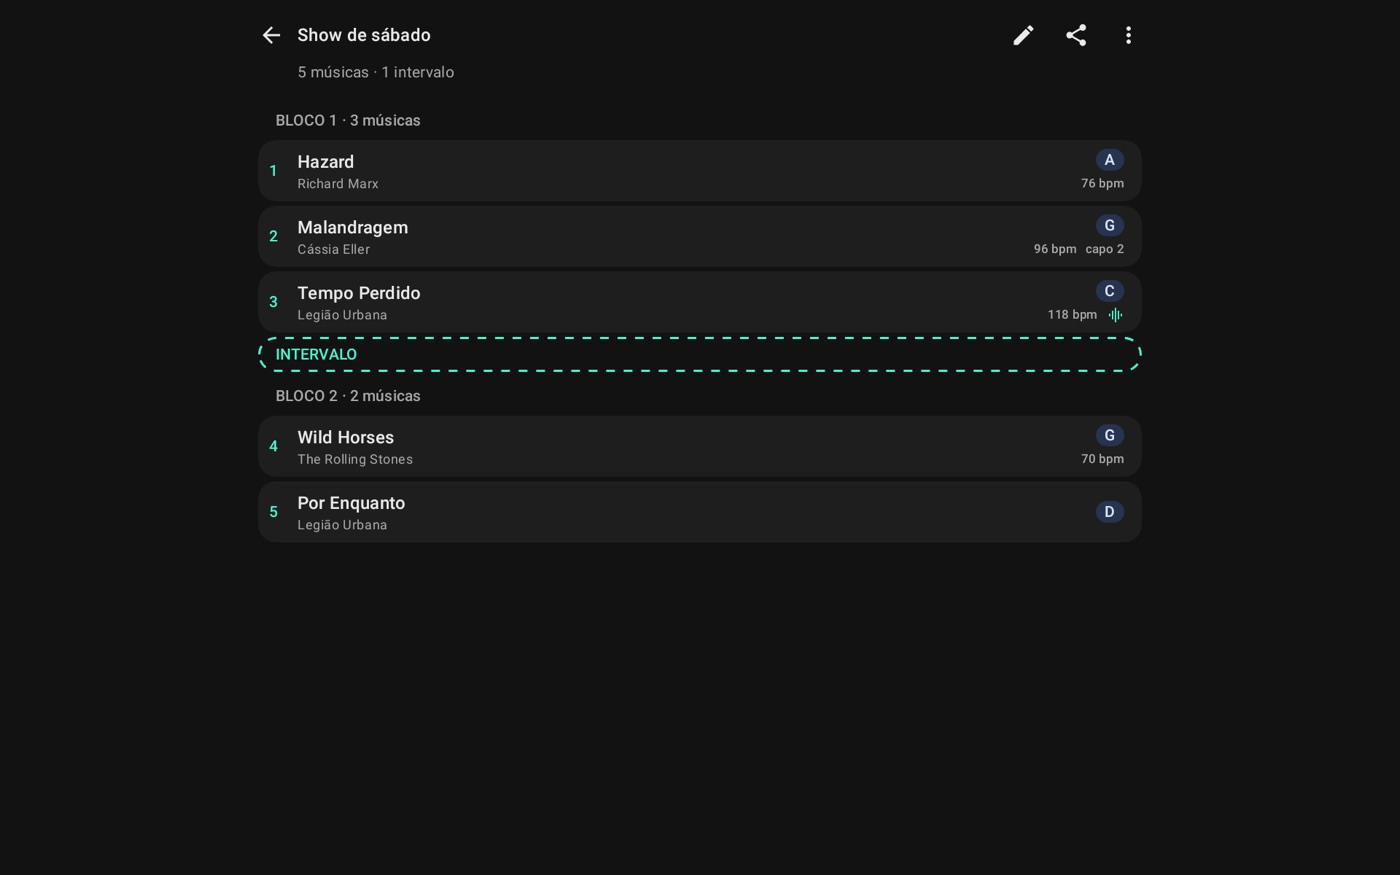 Show de sábado
5 músicas · 1 intervalo
BLOCO 1 · 3 músicas
1 Hazard A
Richard Marx 76 bpm
2 Malandragem G
Cássia Eller 96 bpm capo 2
3 Tempo Perdido C
Legião Urbana 118 bpm
INTERVALO
BLOCO 2 · 2 músicas
4 Wild Horses G
The Rolling Stones 70 bpm
5 Por Enquanto D
Legião Urbana